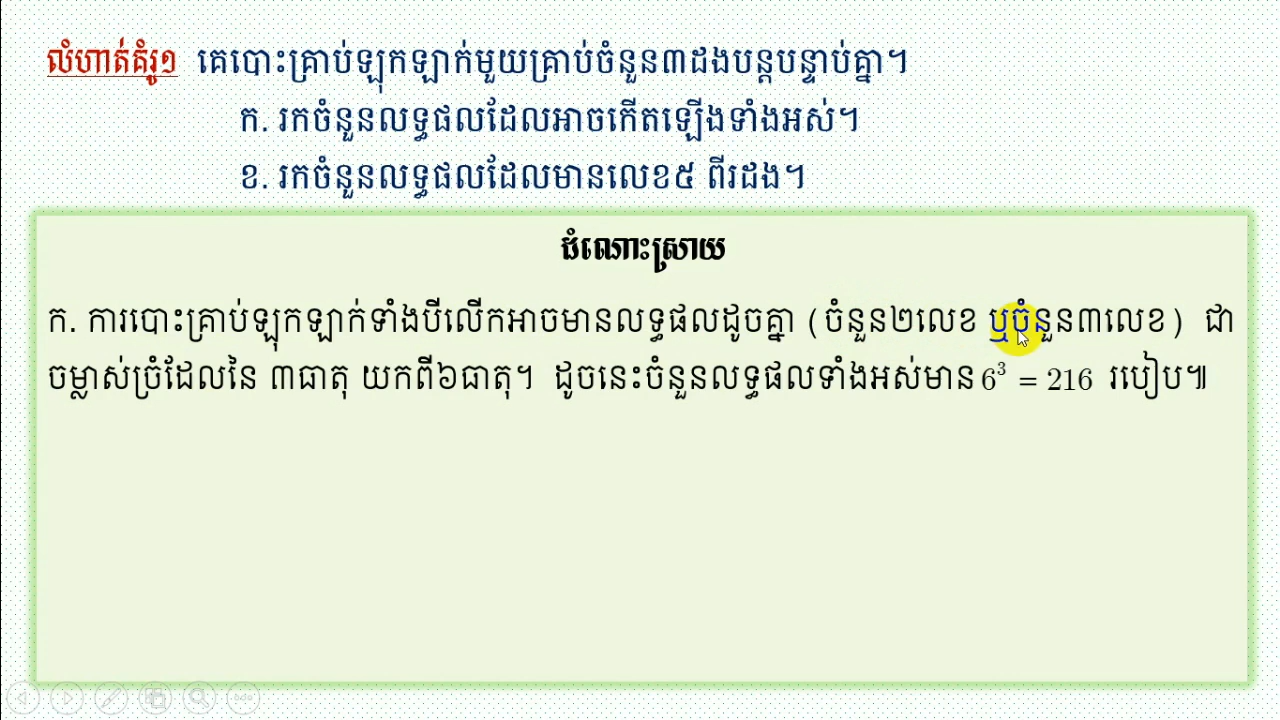 លំហាត់គំរូ១ គេបោះគ្រាប់ឡុកឡាក់មួយគ្រាប់ចំនួន៣ដងបន្តបន្ទាប់គ្នា។
ក. រកចំនួនលទ្ធផលដែលអាចកើតឡើងទាំងអស់។
ខ. រកចំនួនលទ្ធផលដែលមានលេខ៥ ពីរដង។
ដំណោះស្រាយ
ក. ការបោះគ្រាប់ឡុកឡាក់ទាំងបីលើកអាចមានលទ្ធផលដូចគ្នា (ចំនួន២លេខ ឬចំនួន៣លេខ) ជា
ចម្លាស់ច្រំដែលនៃ ៣ធាតុ យកពី៦ធាតុ។ ដូចនេះចំនួនលទ្ធផលទាំងអស់មាន 6³ = 216 របៀប៕